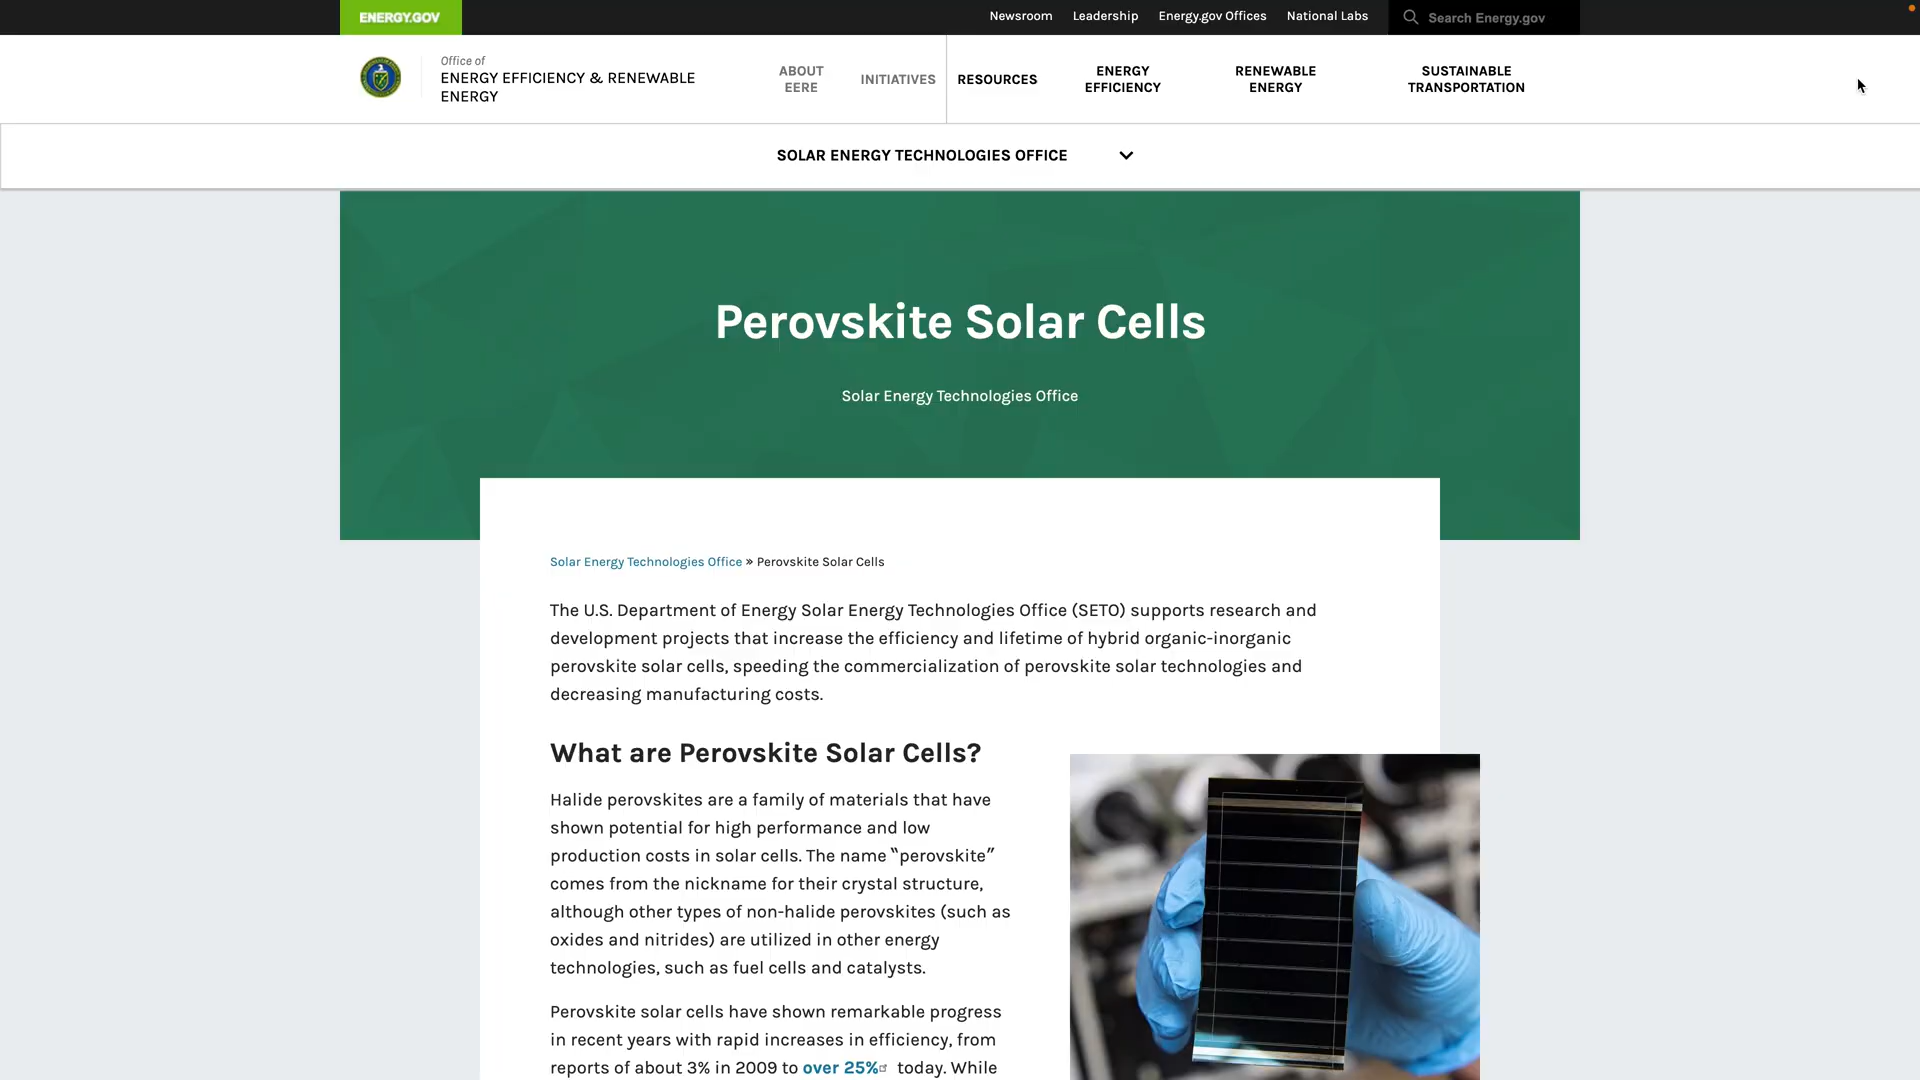 ENERGY.GOV
Newsroom Leadership Energy.gov Offices National Labs Search Energy.gov
Office of
ENERGY EFFICIENCY & RENEWABLE
ENERGY
ABOUT
EERE
INITIATIVES
RESOURCES
ENERGY
EFFICIENCY
RENEWABLE
ENERGY
SUSTAINABLE
TRANSPORTATION
SOLAR ENERGY TECHNOLOGIES OFFICE
Perovskite Solar Cells
Solar Energy Technologies Office
Solar Energy Technologies Office » Perovskite Solar Cells
The U.S. Department of Energy Solar Energy Technologies Office (SETO) supports research and
development projects that increase the efficiency and lifetime of hybrid organic-inorganic
perovskite solar cells, speeding the commercialization of perovskite solar technologies and
decreasing manufacturing costs.
What are Perovskite Solar Cells?
Halide perovskites are a family of materials that have
shown potential for high performance and low
production costs in solar cells. The name “perovskite”
comes from the nickname for their crystal structure,
although other types of non-halide perovskites (such as
oxides and nitrides) are utilized in other energy
technologies, such as fuel cells and catalysts.
Perovskite solar cells have shown remarkable progress
in recent years with rapid increases in efficiency, from
reports of about 3% in 2009 to over 25% today. While